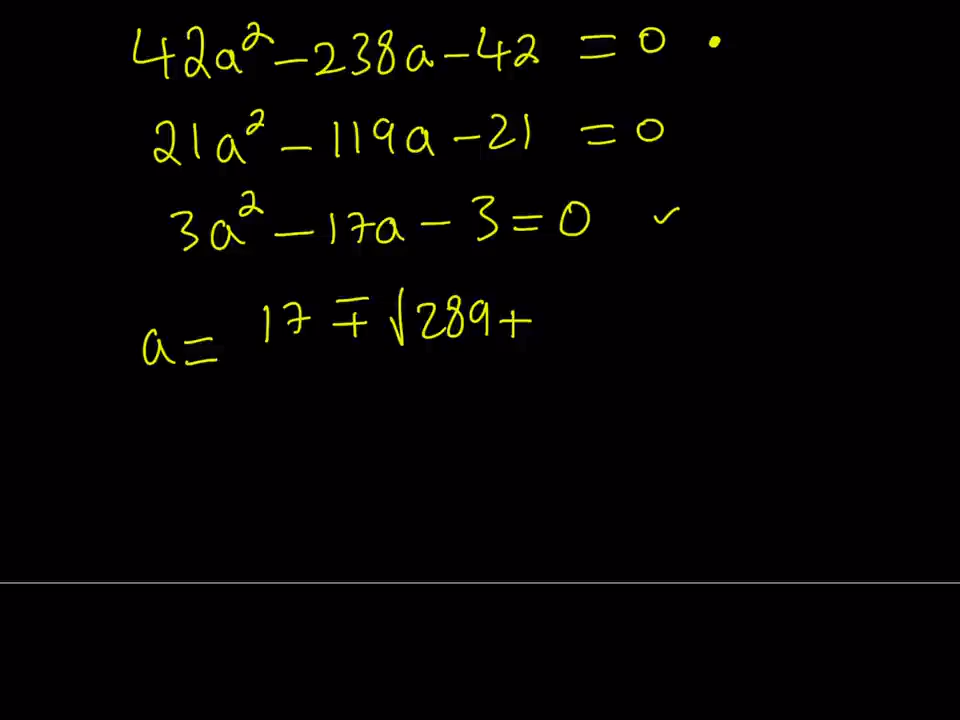 42a² - 238a - 42 = 0 .
21a² - 119a - 21 = 0
3a² - 17a - 3 = 0 ✓
a = 17 ∓ √289 +